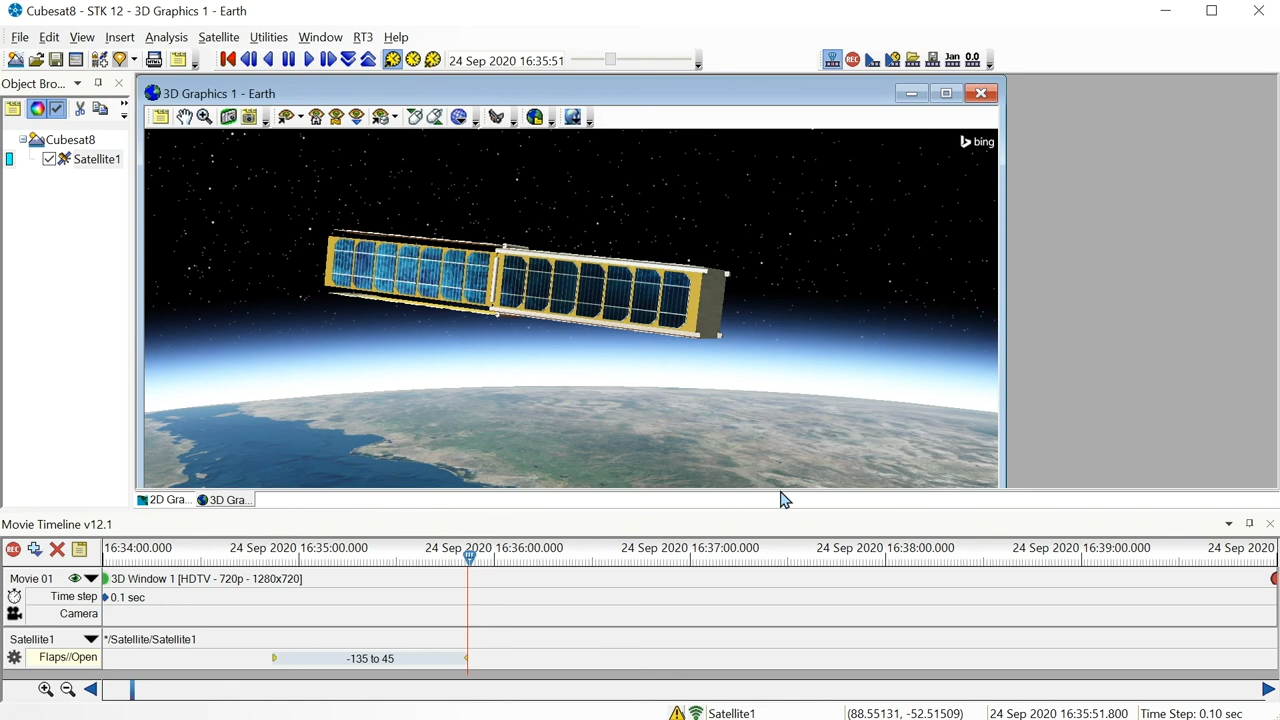 Cubesat8 - STK 12 - 3D Graphics 1 - Earth
File Edit View Insert Analysis Satellite Utilities Window RT3 Help
24 Sep 2020 16:35:51
REC Jan 0.0
Object Bro...
3D Graphics 1 - Earth
Cubesat8
Satellite1
bing
2D Gra... 3D Gra...
Movie Timeline v12.1
REC 16:34:00.000 24 Sep 2020 16:35:00.000 24 Sep 2020 16:36:00.000 24 Sep 2020 16:37:00.000 24 Sep 2020 16:38:00.000 24 Sep 2020 16:39:00.000 24 Sep 2020
Movie 01 3D Window 1 [HDTV - 720p - 1280x720]
Time step 0.1 sec
Camera
Satellite1 */Satellite/Satellite1
Flaps//Open -135 to 45
Satellite1 (88.55131, -52.51509) 24 Sep 2020 16:35:51.800 Time Step: 0.10 sec